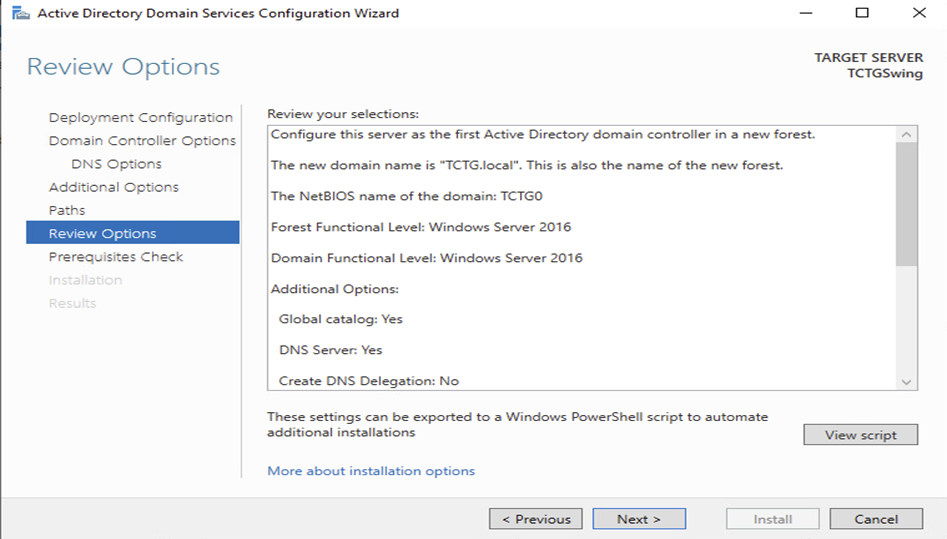 Active Directory Domain Services Configuration Wizard
Review Options
TARGET SERVER
TCTGSwing
Deployment Configuration
Domain Controller Options
DNS Options
Additional Options
Paths
Review Options
Prerequisites Check
Installation
Results
Review your selections:
Configure this server as the first Active Directory domain controller in a new forest.
The new domain name is "TCTG.local". This is also the name of the new forest.
The NetBIOS name of the domain: TCTG0
Forest Functional Level: Windows Server 2016
Domain Functional Level: Windows Server 2016
Additional Options:
Global catalog: Yes
DNS Server: Yes
Create DNS Delegation: No
These settings can be exported to a Windows PowerShell script to automate
additional installations
View script
More about installation options
< Previous
Next >
Install
Cancel